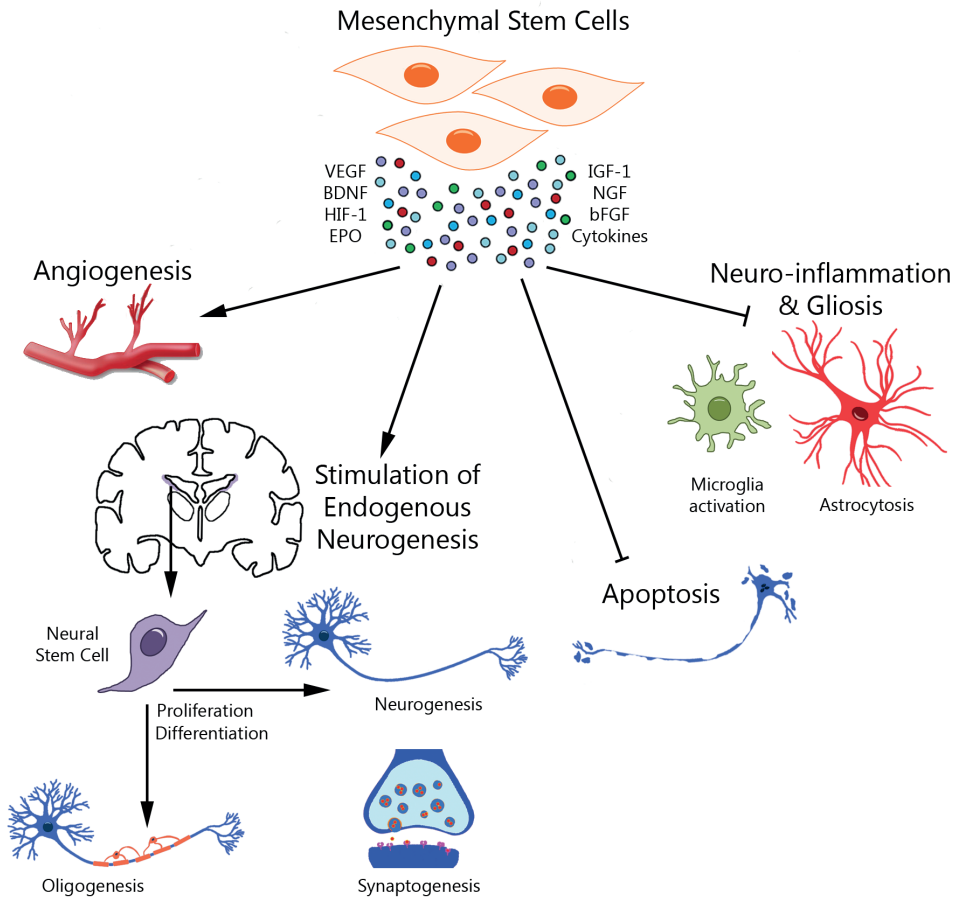 Mesenchymal Stem Cells
VEGF
BDNF
HIF-1
EPO
IGF-1
NGF
bFGF
Cytokines
Angiogenesis
Neuro-inflammation
& Gliosis
Microglia
activation
Astrocytosis
Stimulation of
Endogenous
Neurogenesis
Apoptosis
Neural
Stem Cell
Proliferation
Differentiation
Neurogenesis
Oligogenesis
Synaptogenesis